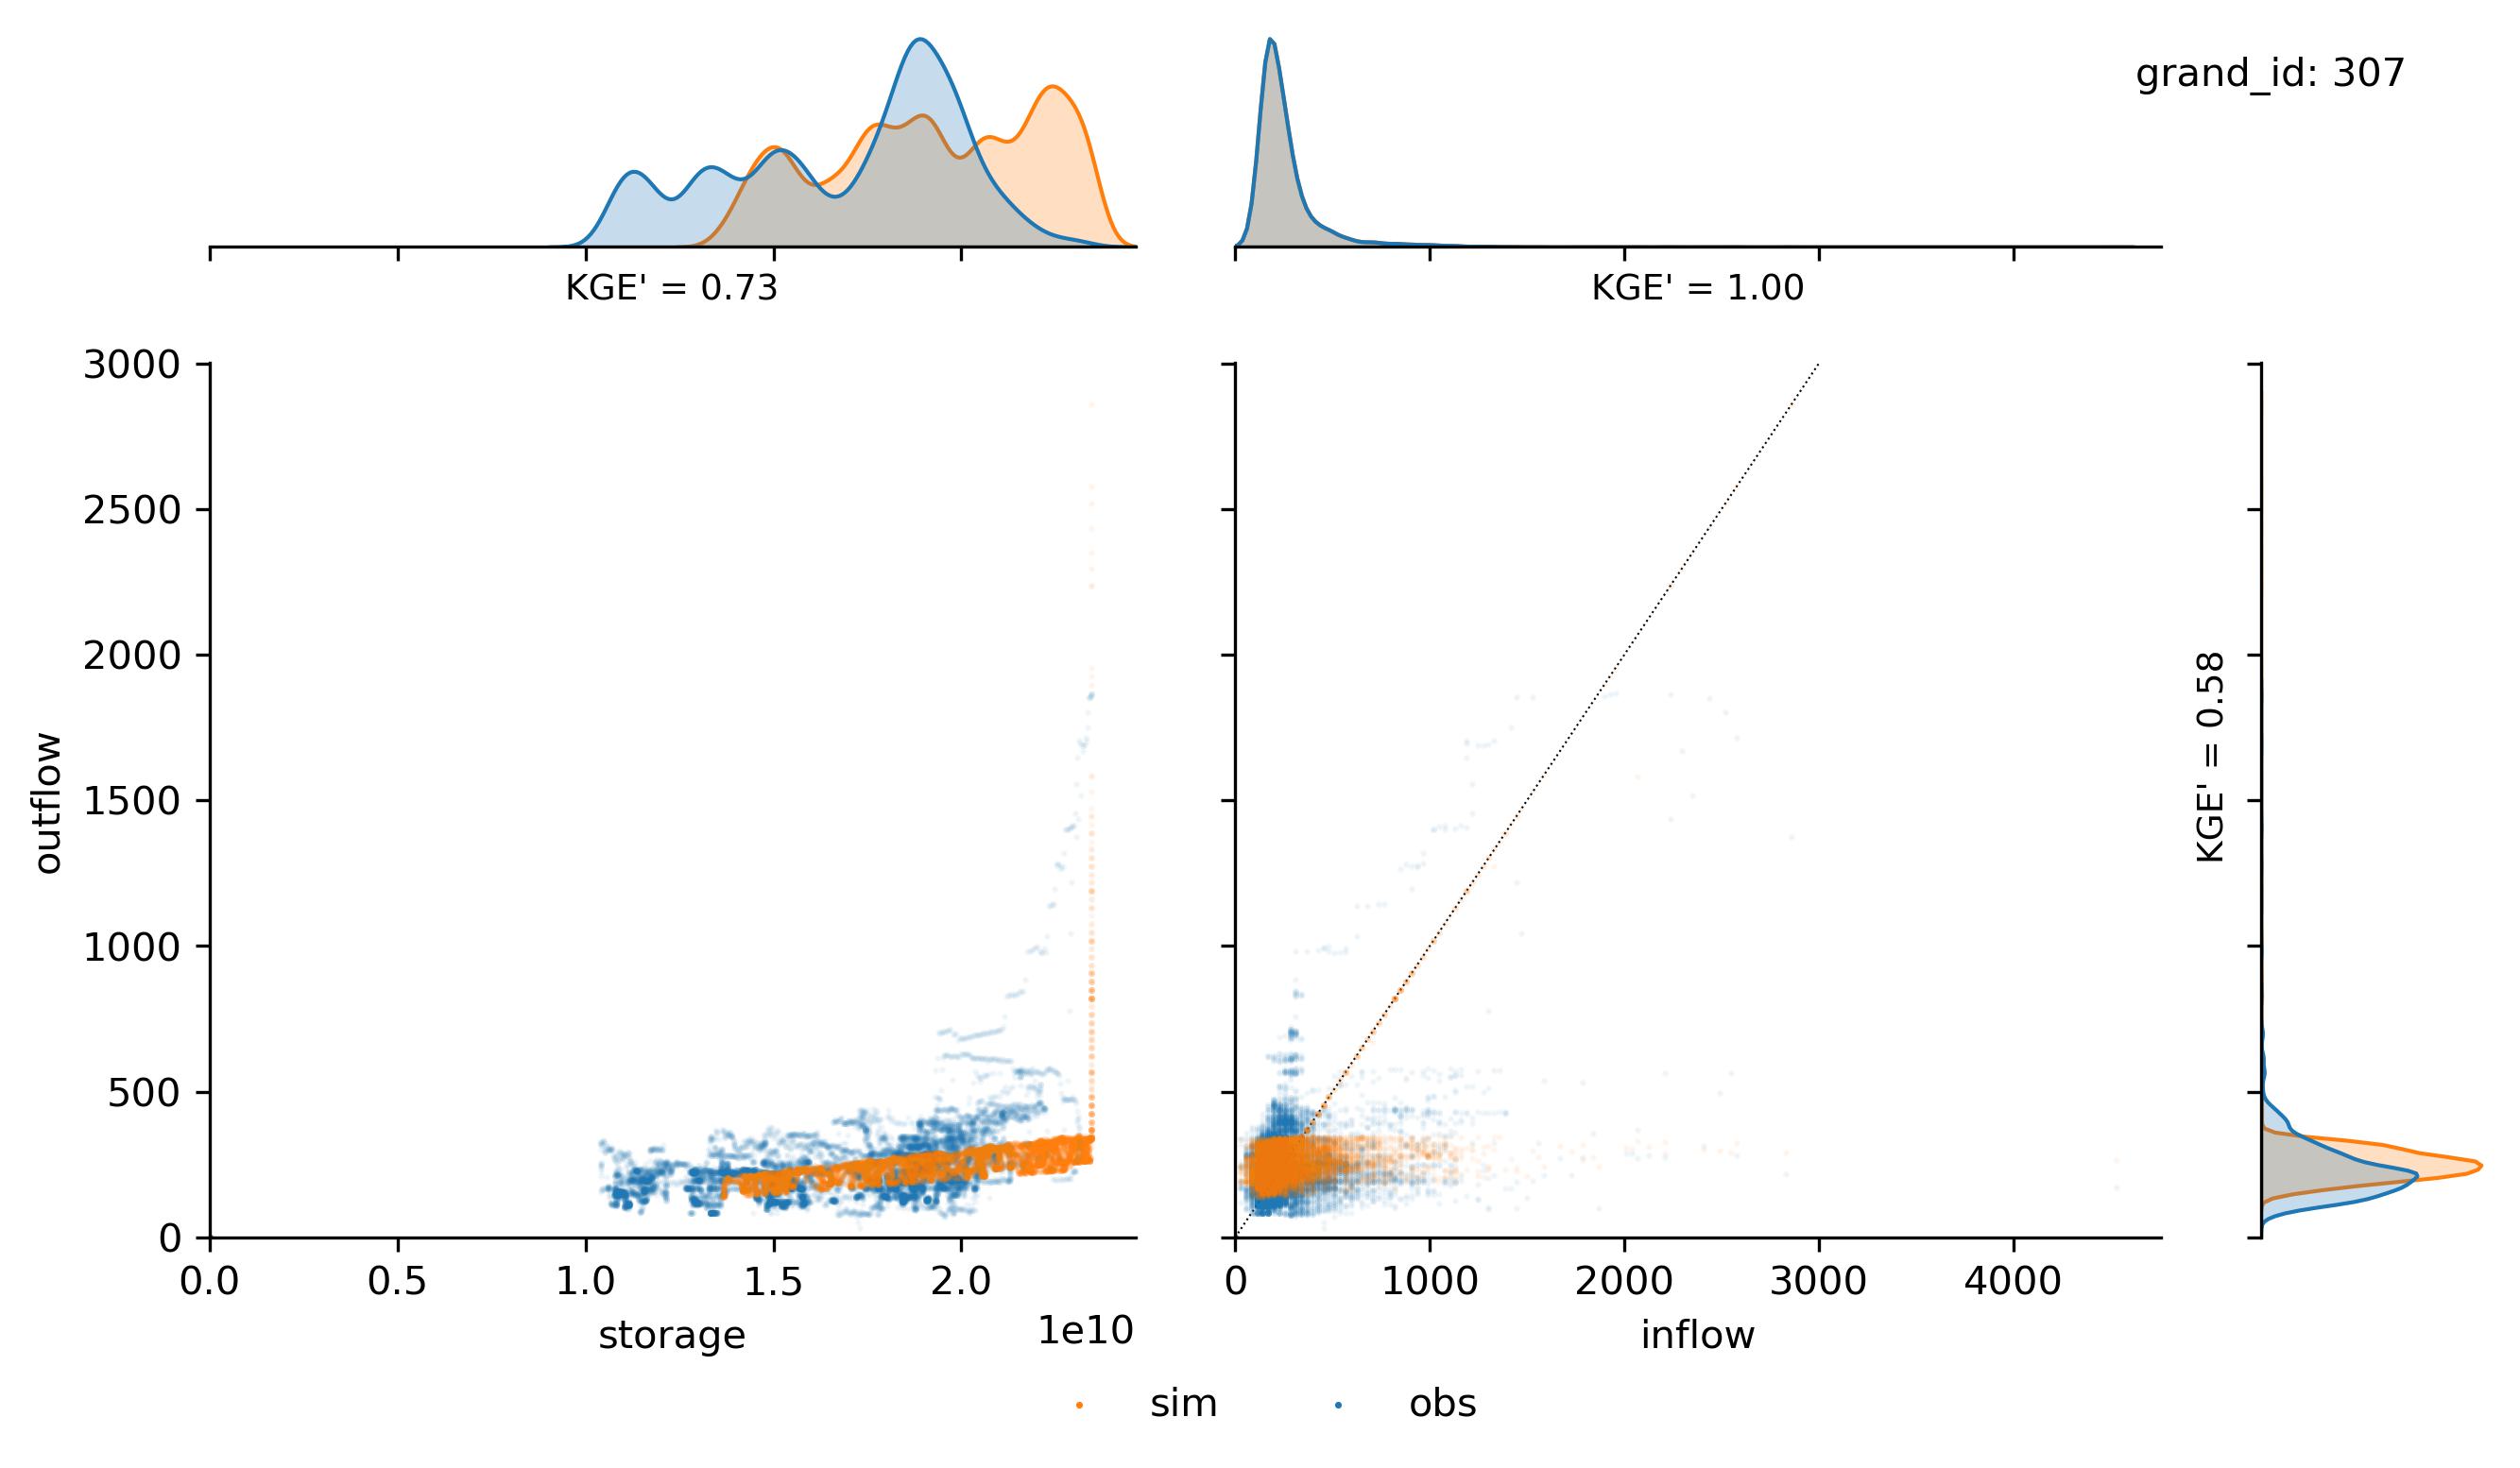 grand_id: 307
KGE' = 0.73
KGE' = 1.00
3000
2500
2000
1500
1000
500
0
outflow
KGE' = 0.58
0.0 0.5 1.0 1.5 2.0
0 1000 2000 3000 4000
1e10
storage
inflow
sim obs